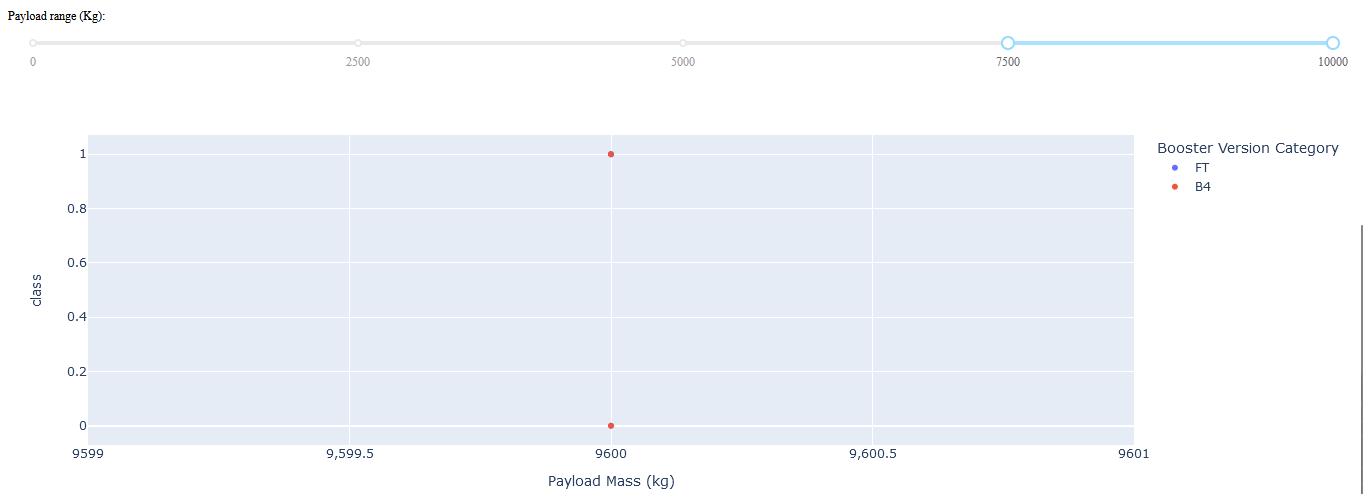 Payload range (Kg):
0 2500 5000 7500 10000
Booster Version Category
FT
B4
1
0.8
0.6
0.4
0.2
0
class
9599 9,599.5 9600 9,600.5 9601
Payload Mass (kg)